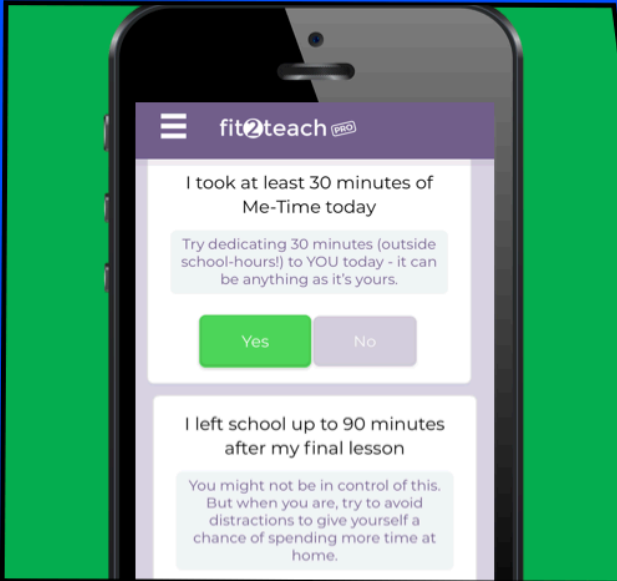 fit2teach PRO
I took at least 30 minutes of
Me-Time today
Try dedicating 30 minutes (outside
school-hours!) to YOU today - it can
be anything as it's yours.
Yes No
I left school up to 90 minutes
after my final lesson
You might not be in control of this.
But when you are, try to avoid
distractions to give yourself a
chance of spending more time at
home.